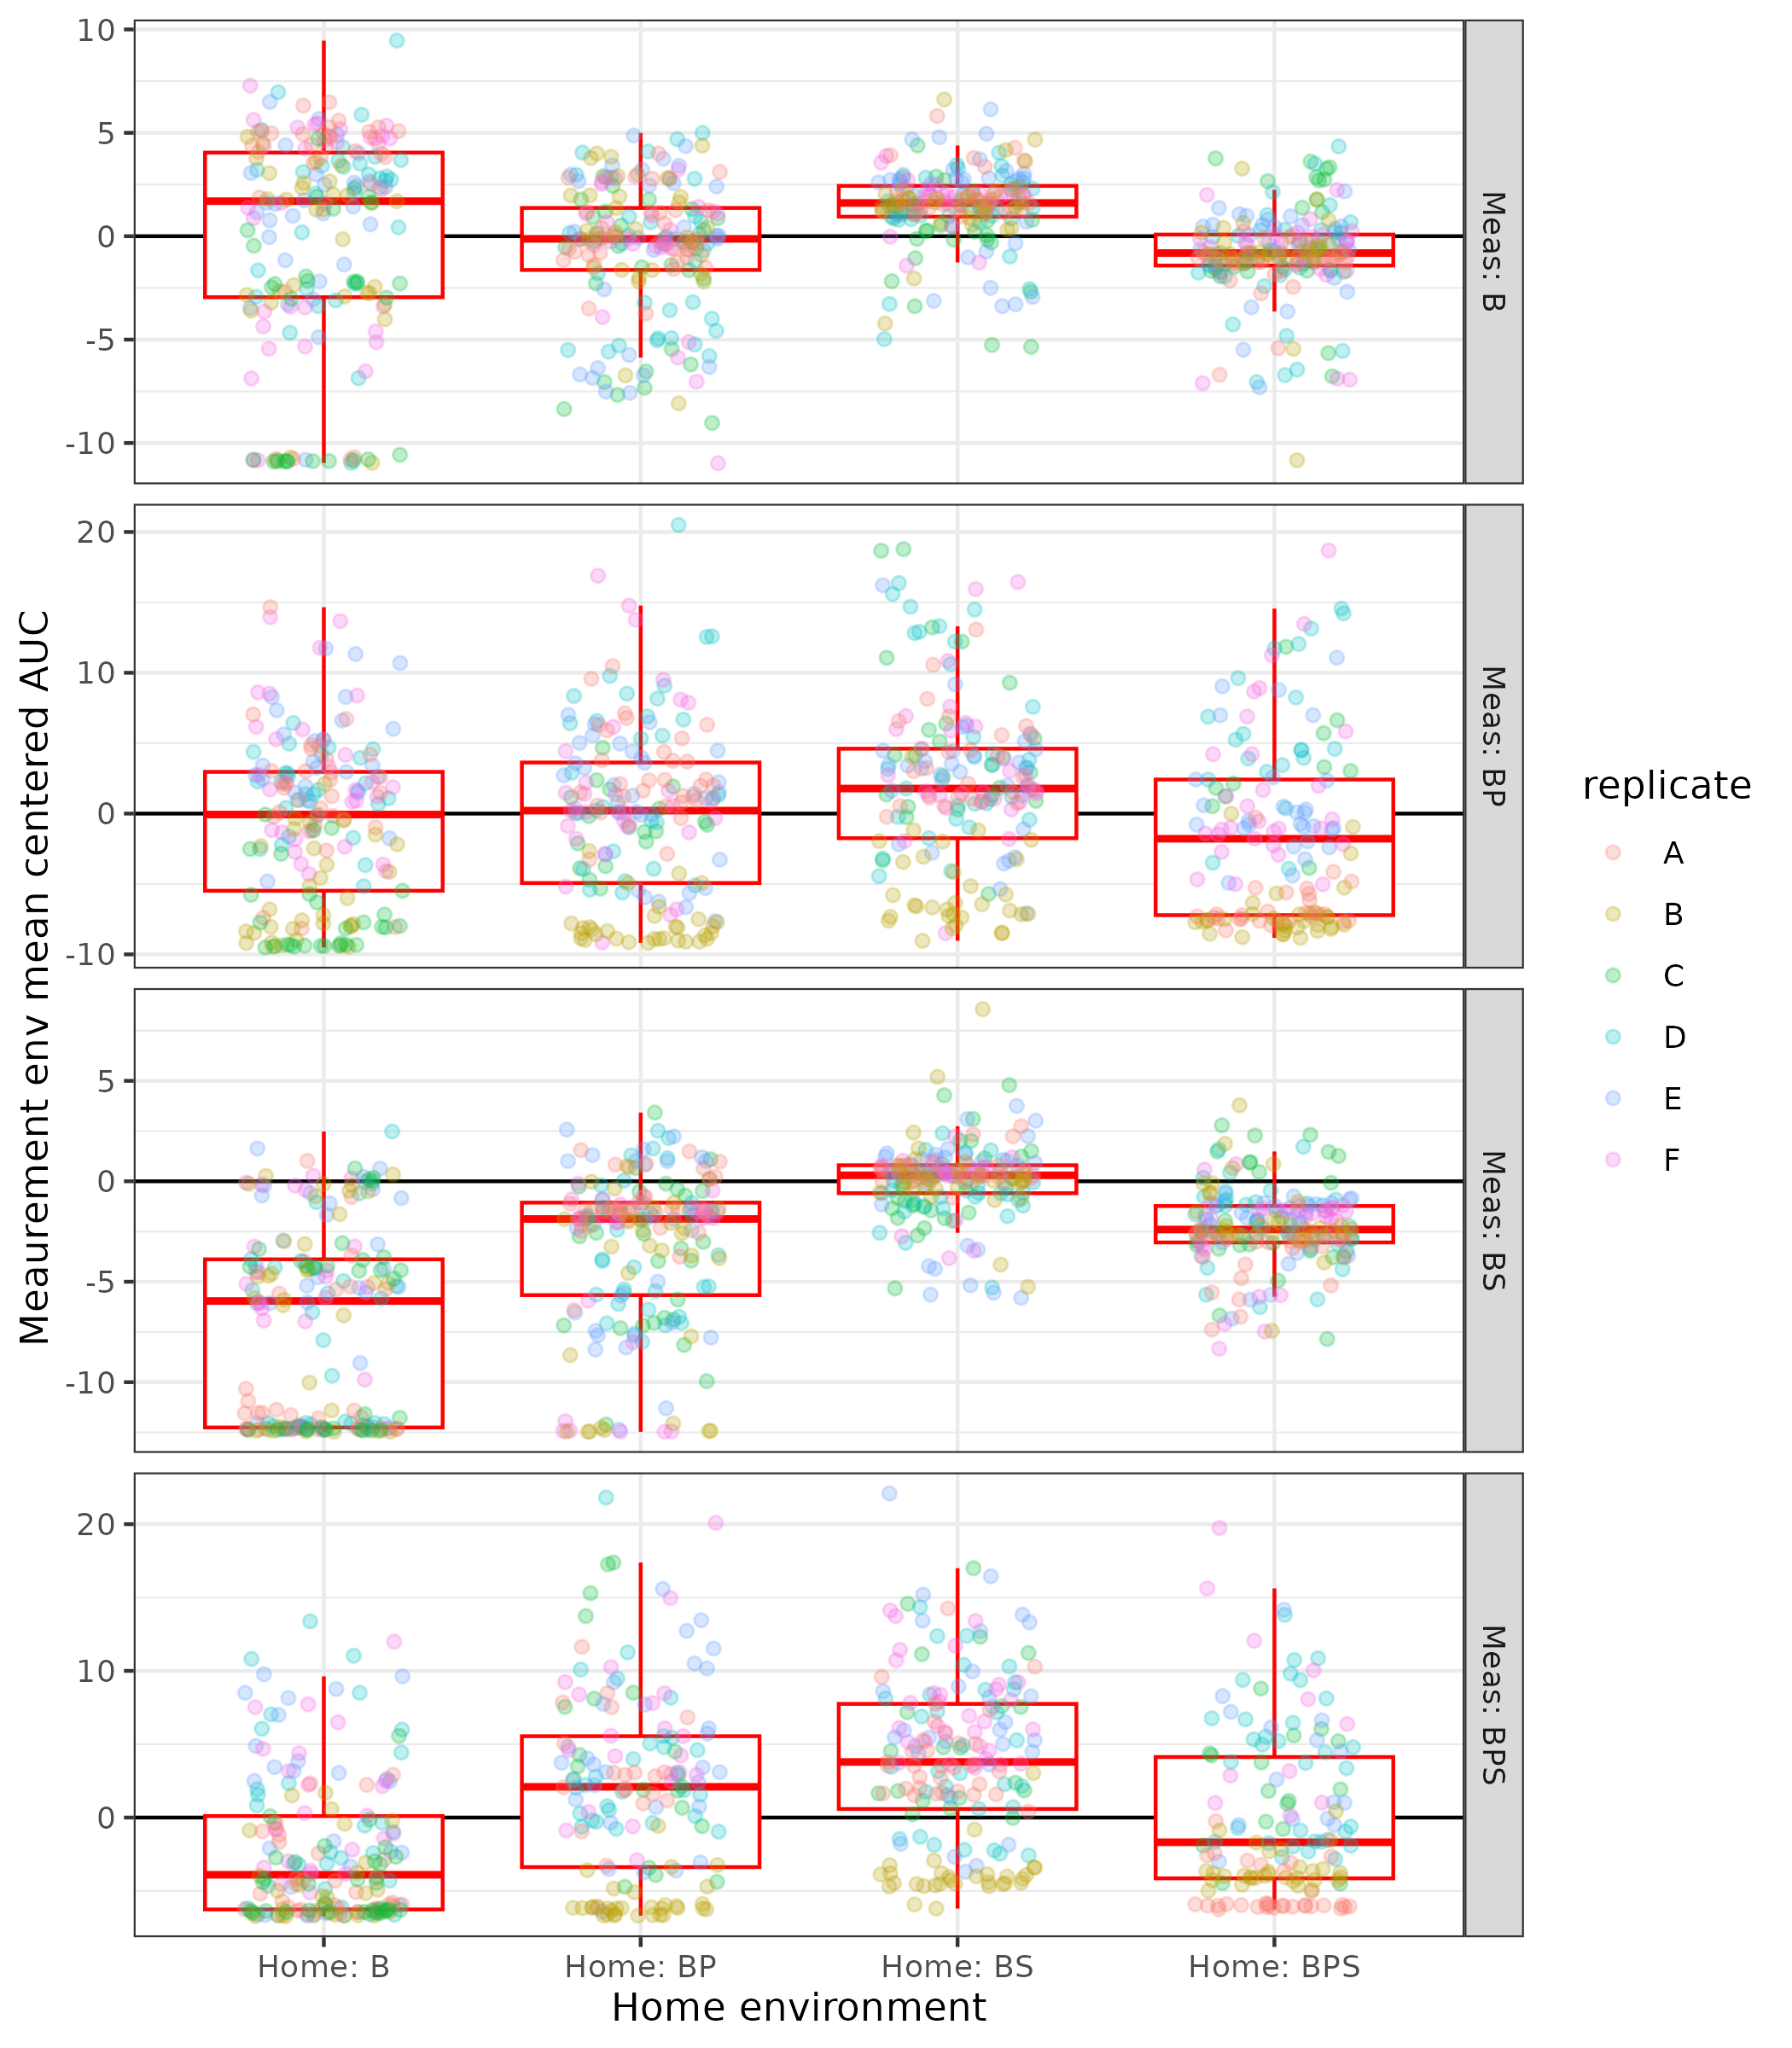 10
5
0
-5
-10
Meas: B
20
10
0
-10
Meas: BP
5
0
-5
-10
Meas: BS
20
10
0
Meas: BPS
Home: B
Home: BP
Home: BS
Home: BPS
Home environment
Meaurement env mean centered AUC
replicate
A
B
C
D
E
F